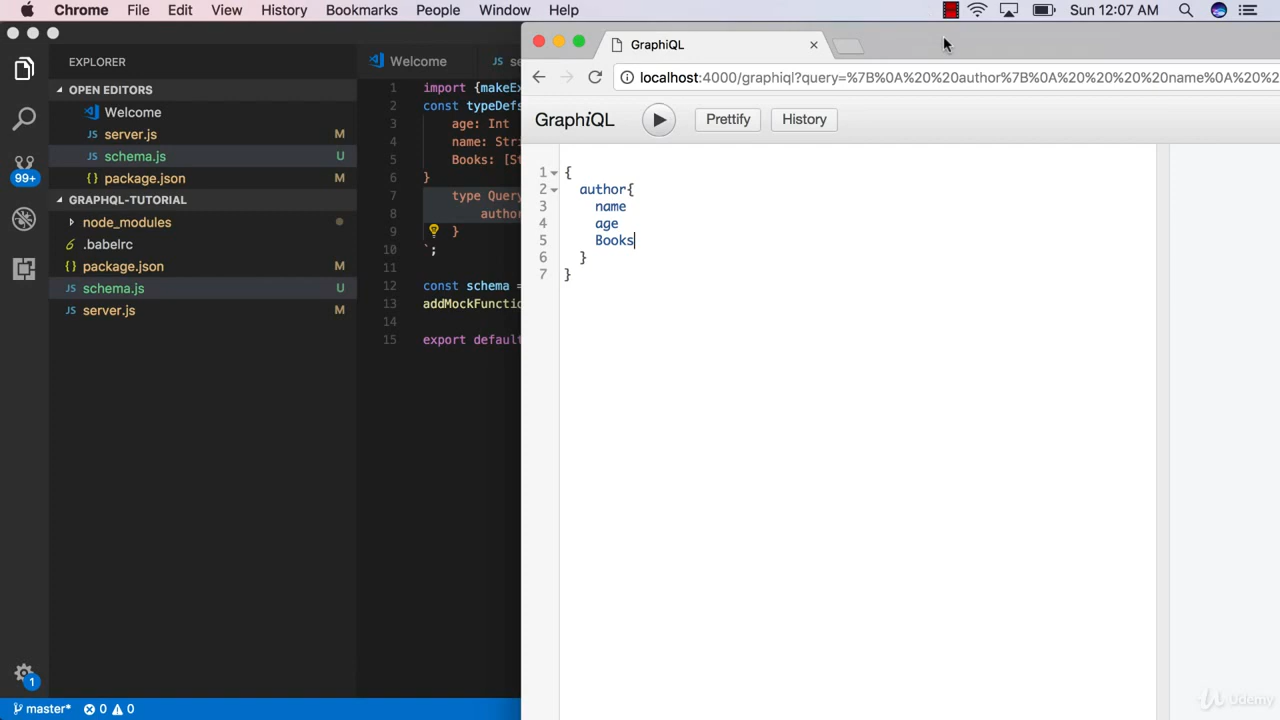 Chrome File Edit View History Bookmarks People Window Help Sun 12:07 AM
EXPLORER
OPEN EDITORS
Welcome
server.js M
schema.js U
package.json M
GRAPHQL-TUTORIAL
node_modules
.babelrc
package.json M
schema.js U
server.js M
99+
1
master* 0 0
Welcome JS se
1 import {makeEx
2 const typeDefs
3 age: Int
4 name: Stri
5 Books: [St
6 }
7 type Query
8 author
9 }
10 `;
11
12 const schema =
13 addMockFunctio
14
15 export default
GraphiQL
localhost:4000/graphiql?query=%7B%0A%20%20author%7B%0A%20%20%20%20name%0A%20%2
GraphiQL Prettify History
1 {
2 author{
3 name
4 age
5 Books
6 }
7 }
Udemy